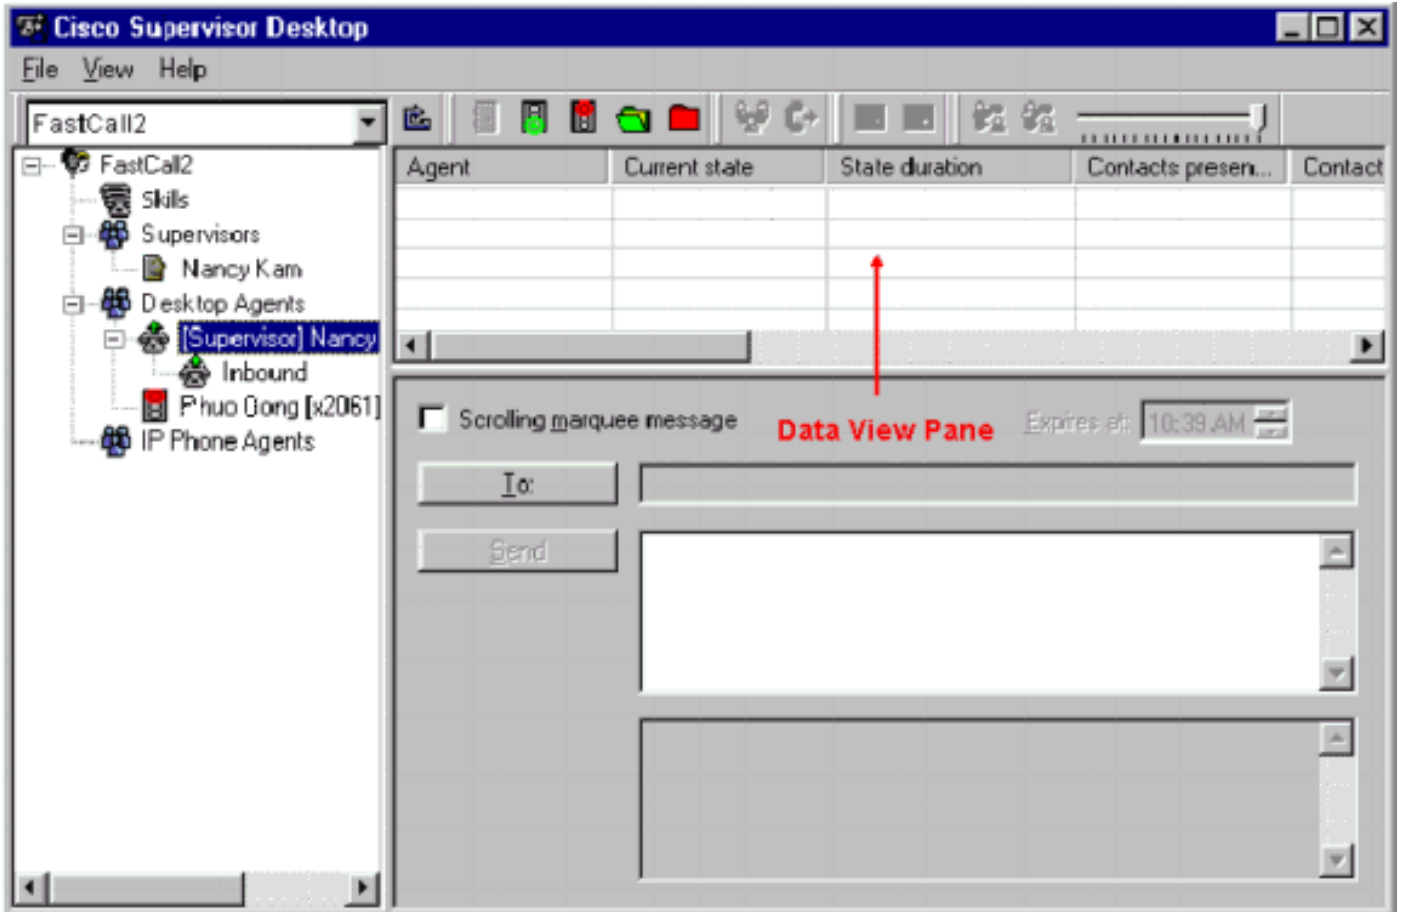 Cisco Supervisor Desktop
File View Help
FastCall2
FastCall2
Skills
Supervisors
Nancy Kam
Desktop Agents
[Supervisor] Nancy
Inbound
Phuo Dong [x2061]
IP Phone Agents
Agent Current state State duration Contacts presen... Contact
Scrolling marquee message
Data View Pane
Expires at: 10:39 AM
To:
Send